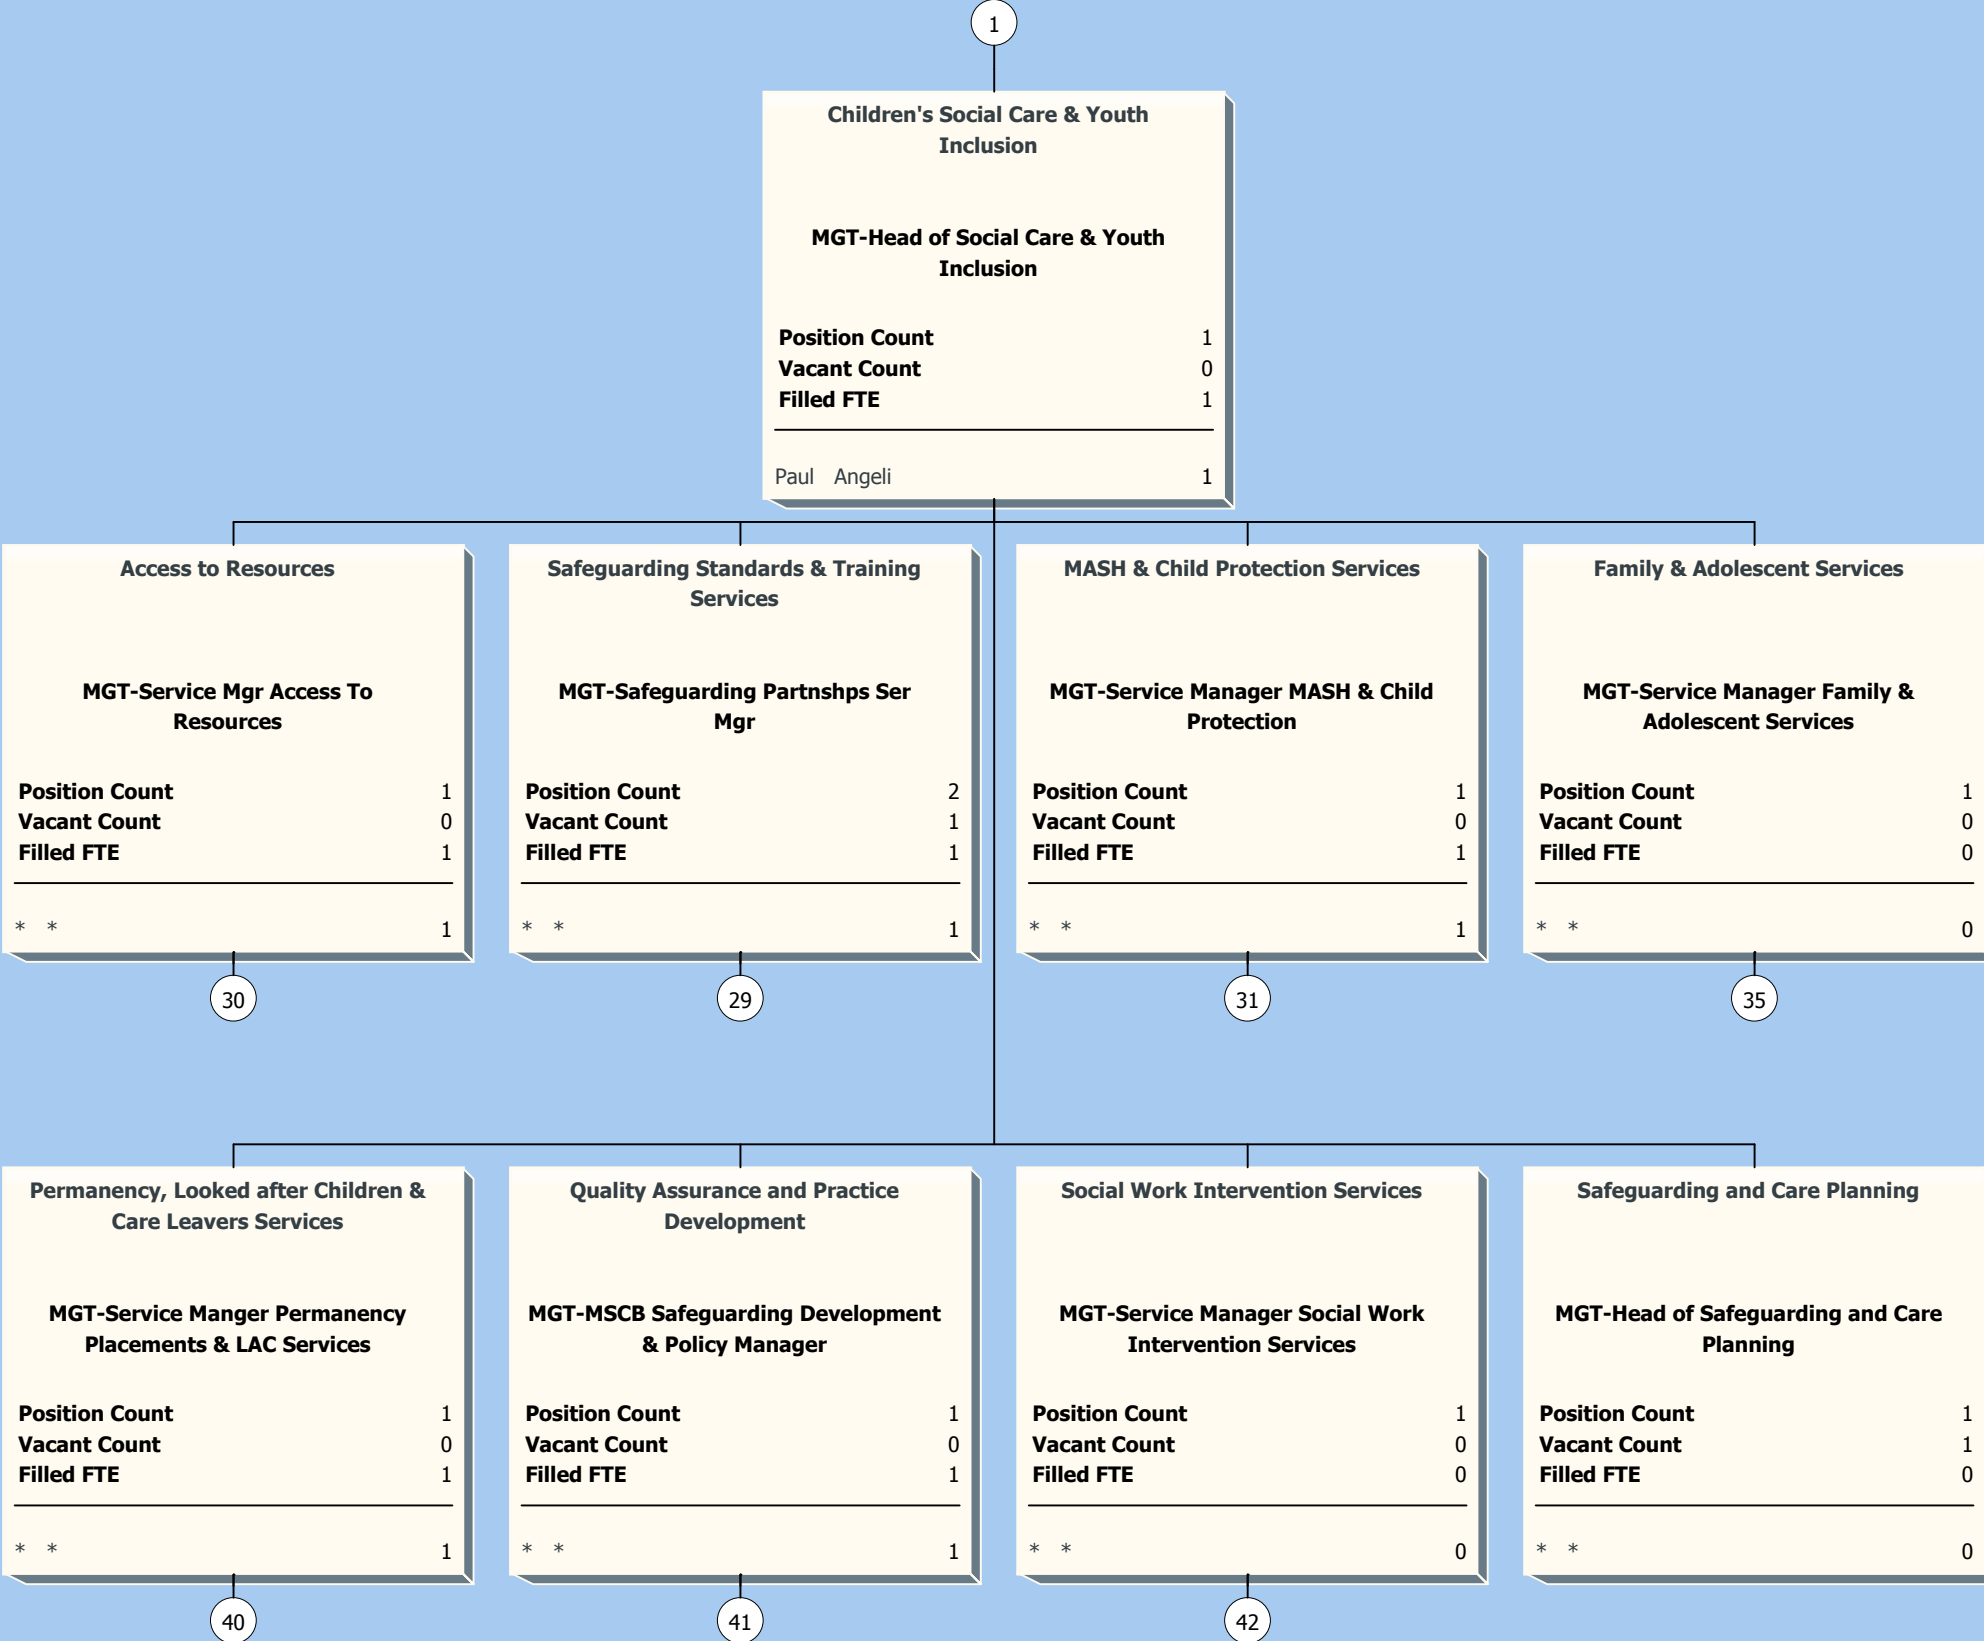 1
Children's Social Care & Youth
Inclusion
MGT-Head of Social Care & Youth
Inclusion
Position Count 1
Vacant Count 0
Filled FTE 1
Paul Angeli 1
Access to Resources
MGT-Service Mgr Access To
Resources
Position Count 1
Vacant Count 0
Filled FTE 1
* * 1
30
Safeguarding Standards & Training
Services
MGT-Safeguarding Partnshps Ser
Mgr
Position Count 2
Vacant Count 1
Filled FTE 1
* * 1
29
MASH & Child Protection Services
MGT-Service Manager MASH & Child
Protection
Position Count 1
Vacant Count 0
Filled FTE 1
* * 1
31
Family & Adolescent Services
MGT-Service Manager Family &
Adolescent Services
Position Count 1
Vacant Count 0
Filled FTE 0
* * 0
35
Permanency, Looked after Children &
Care Leavers Services
MGT-Service Manger Permanency
Placements & LAC Services
Position Count 1
Vacant Count 0
Filled FTE 1
* * 1
40
Quality Assurance and Practice
Development
MGT-MSCB Safeguarding Development
& Policy Manager
Position Count 1
Vacant Count 0
Filled FTE 1
* * 1
41
Social Work Intervention Services
MGT-Service Manager Social Work
Intervention Services
Position Count 1
Vacant Count 0
Filled FTE 0
* * 0
42
Safeguarding and Care Planning
MGT-Head of Safeguarding and Care
Planning
Position Count 1
Vacant Count 1
Filled FTE 0
* * 0